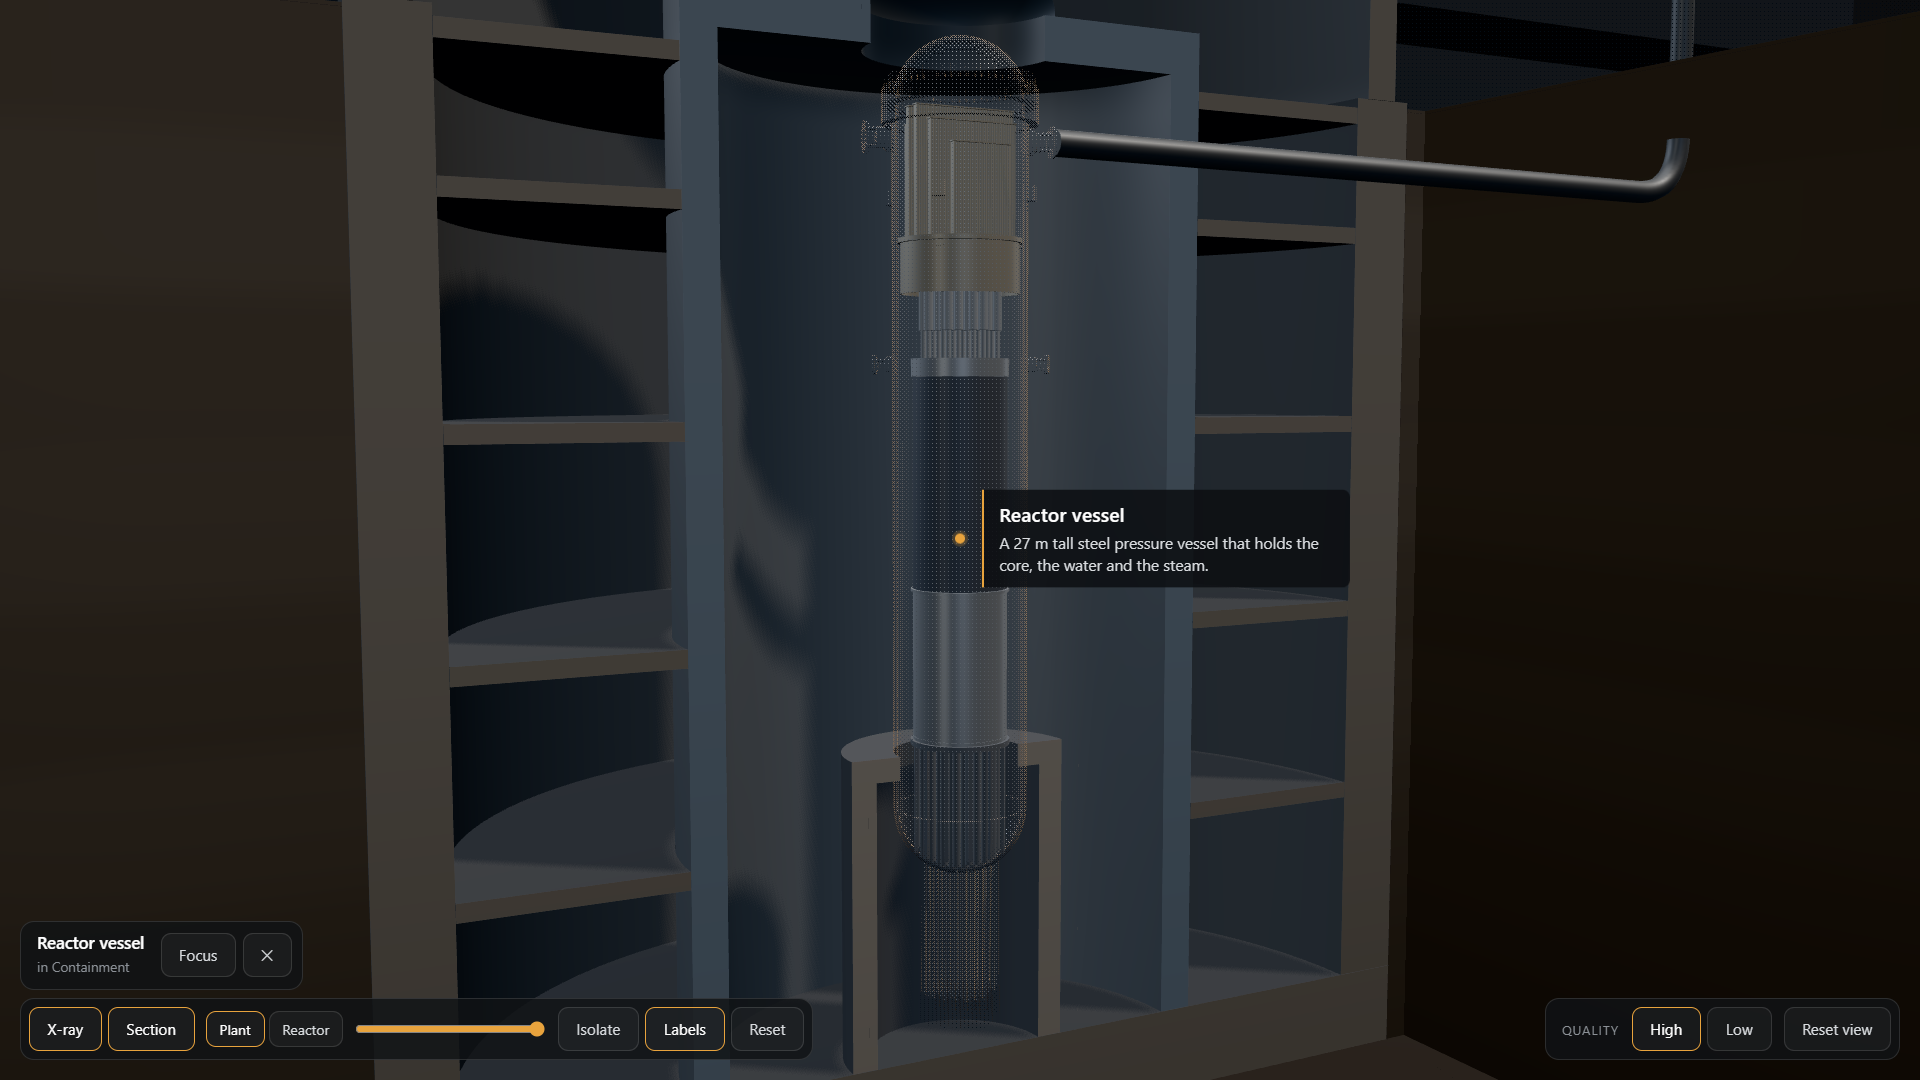 Reactor vessel
A 27 m tall steel pressure vessel that holds the
core, the water and the steam.
Reactor vessel
in Containment
Focus
X-ray
Section
Plant
Reactor
Isolate
Labels
Reset
QUALITY
High
Low
Reset view